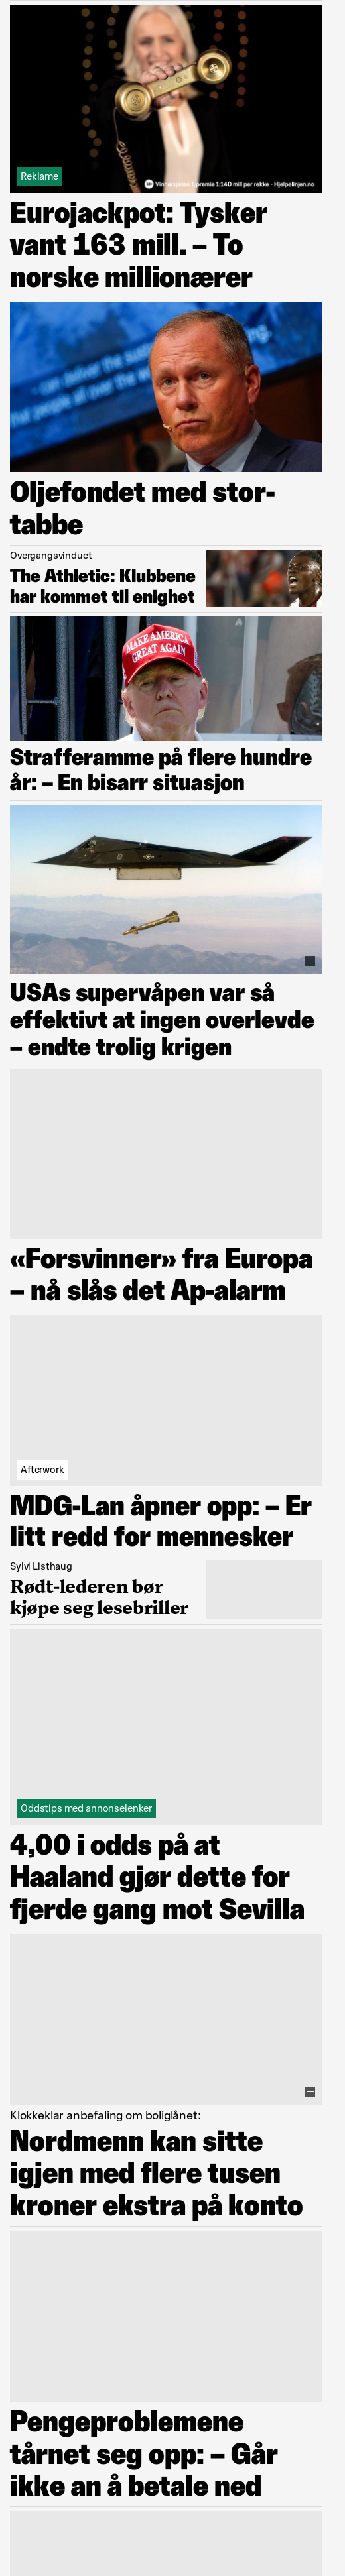 Reklame
Vinnersjanse 1.premie 1:140 mill per rekke - Hjelpelinjen.no
Eurojackpot: Tysker
vant 163 mill. – To
norske millionærer
Oljefondet med stor-
tabbe
Overgangsvinduet
The Athletic: Klubbene
har kommet til enighet
MAKE AMERICA
GREAT AGAIN
Strafferamme på flere hundre
år: – En bisarr situasjon
USAs supervåpen var så
effektivt at ingen overlevde
– endte trolig krigen
«Forsvinner» fra Europa
– nå slås det Ap-alarm
Afterwork
MDG-Lan åpner opp: – Er
litt redd for mennesker
Sylvi Listhaug
Rødt-lederen bør
kjøpe seg lesebriller
Oddstips med annonselenker
4,00 i odds på at
Haaland gjør dette for
fjerde gang mot Sevilla
Klokkeklar anbefaling om boliglånet:
Nordmenn kan sitte
igjen med flere tusen
kroner ekstra på konto
Pengeproblemene
tårnet seg opp: – Går
ikke an å betale ned